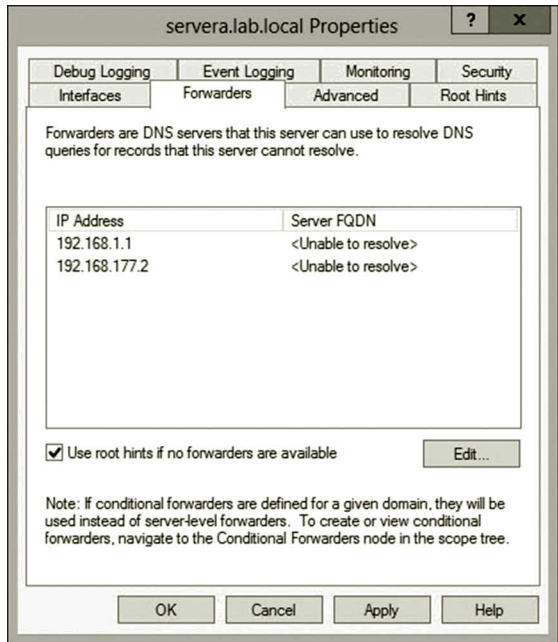 servera.lab.local Properties
? x
Debug Logging Event Logging Monitoring Security
Interfaces Forwarders Advanced Root Hints
Forwarders are DNS servers that this server can use to resolve DNS
queries for records that this server cannot resolve.
IP Address Server FQDN
192.168.1.1 <Unable to resolve>
192.168.177.2 <Unable to resolve>
Use root hints if no forwarders are available Edit...
Note: If conditional forwarders are defined for a given domain, they will be
used instead of server-level forwarders. To create or view conditional
forwarders, navigate to the Conditional Forwarders node in the scope tree.
OK Cancel Apply Help